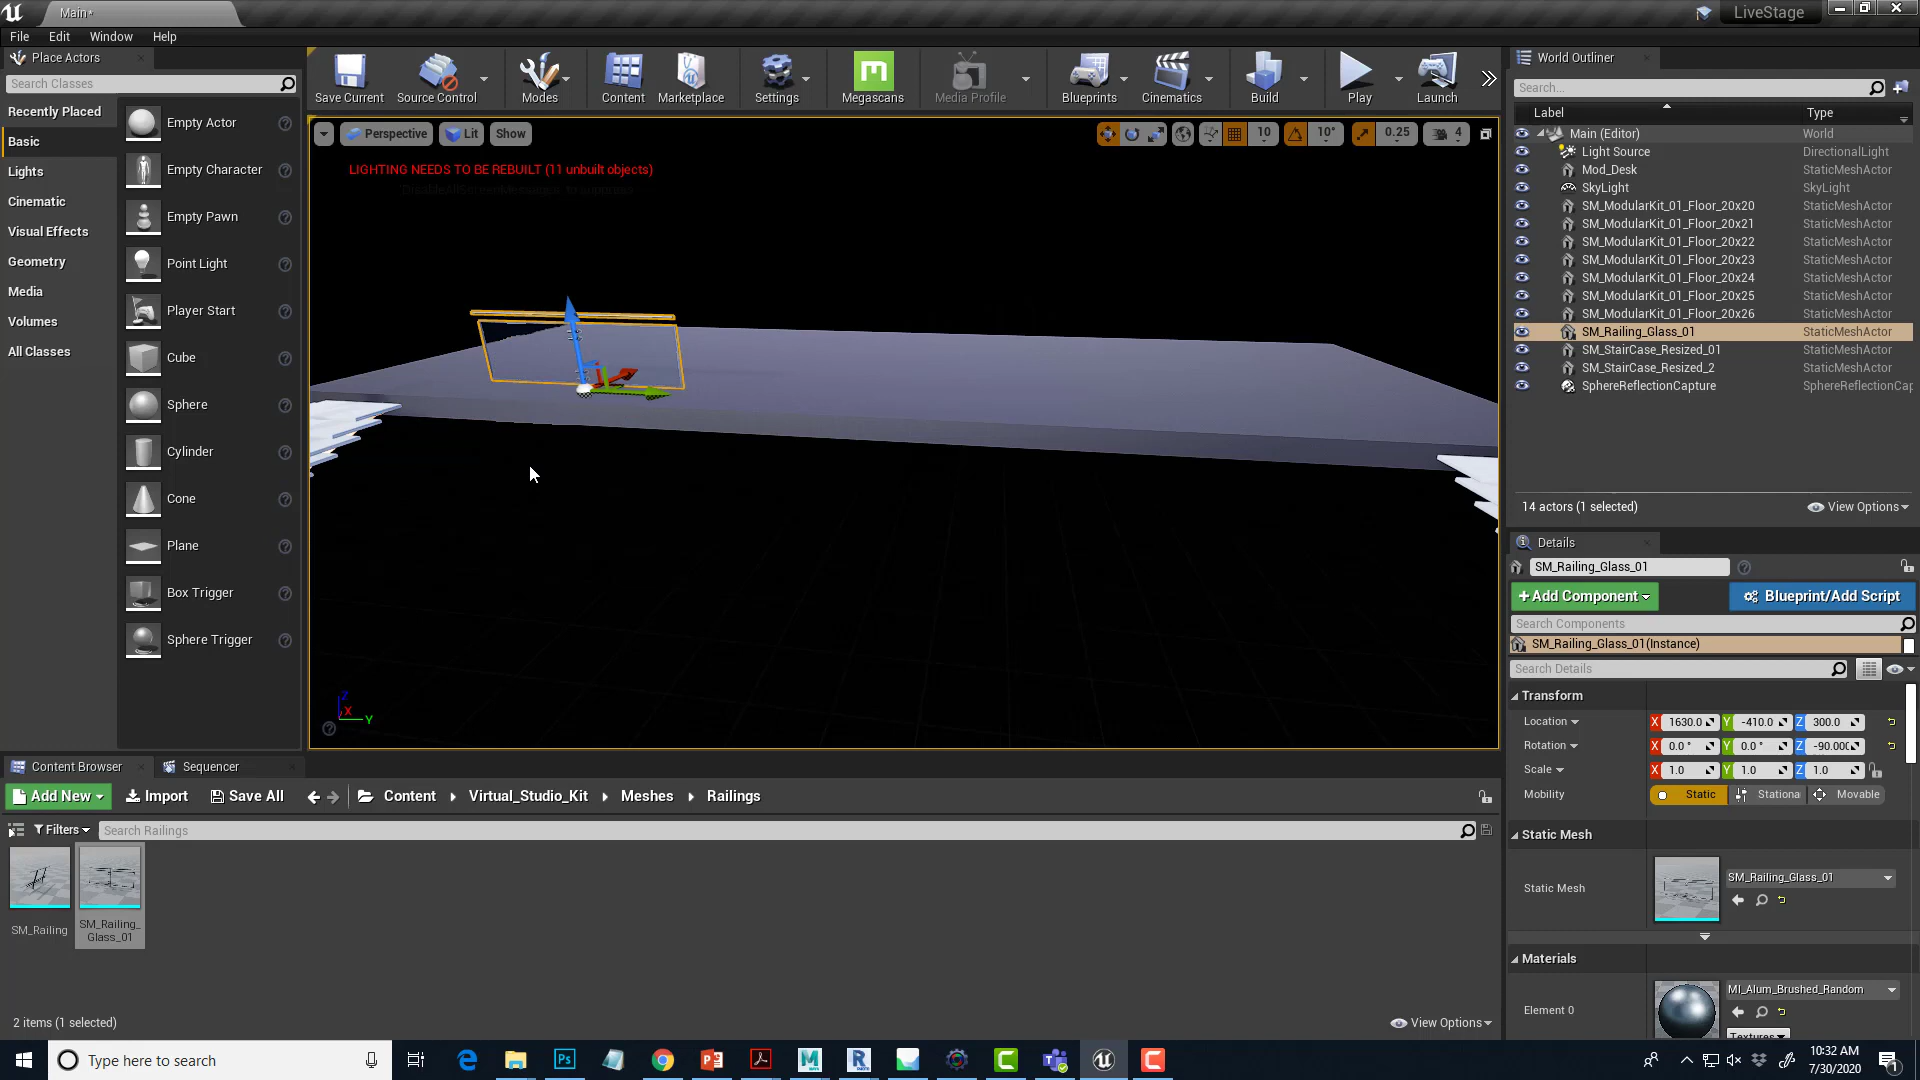 Main*
LiveStage
File Edit Window Help
Place Actors
Search Classes
Recently Placed
Basic
Lights
Cinematic
Visual Effects
Geometry
Media
Volumes
All Classes
Empty Actor
Empty Character
Empty Pawn
Point Light
Player Start
Cube
Sphere
Cylinder
Cone
Plane
Box Trigger
Sphere Trigger
Save Current Source Control Modes Content Marketplace Settings Megascans Media Profile Blueprints Cinematics Build Play Launch
Perspective Lit Show 10 10° 0.25 4
LIGHTING NEEDS TO BE REBUILT (11 unbuilt objects)
'DisableAllScreenMessages' to suppress
Z
X
Y
World Outliner
Search...
Label Type
Main (Editor) World
Light Source DirectionalLight
Mod_Desk StaticMeshActor
SkyLight SkyLight
SM_ModularKit_01_Floor_20x20 StaticMeshActor
SM_ModularKit_01_Floor_20x21 StaticMeshActor
SM_ModularKit_01_Floor_20x22 StaticMeshActor
SM_ModularKit_01_Floor_20x23 StaticMeshActor
SM_ModularKit_01_Floor_20x24 StaticMeshActor
SM_ModularKit_01_Floor_20x25 StaticMeshActor
SM_ModularKit_01_Floor_20x26 StaticMeshActor
SM_Railing_Glass_01 StaticMeshActor
SM_StairCase_Resized_01 StaticMeshActor
SM_StairCase_Resized_2 StaticMeshActor
SphereReflectionCapture SphereReflectionCap
14 actors (1 selected) View Options
Details
SM_Railing_Glass_01
+Add Component Blueprint/Add Script
Search Components
SM_Railing_Glass_01(Instance)
Search Details
Transform
Location X 1630.0 Y -410.0 Z 300.0
Rotation X 0.0 ° Y 0.0 ° Z -90.000
Scale X 1.0 Y 1.0 Z 1.0
Mobility Static Stationa Movable
Static Mesh
Static Mesh SM_Railing_Glass_01
Materials
Element 0 MI_Alum_Brushed_Random
Textures
Content Browser Sequencer
Add New Import Save All Content Virtual_Studio_Kit Meshes Railings
Filters Search Railings
SM_Railing
SM_Railing_
Glass_01
2 items (1 selected) View Options
Type here to search
10:32 AM
7/30/2020
1